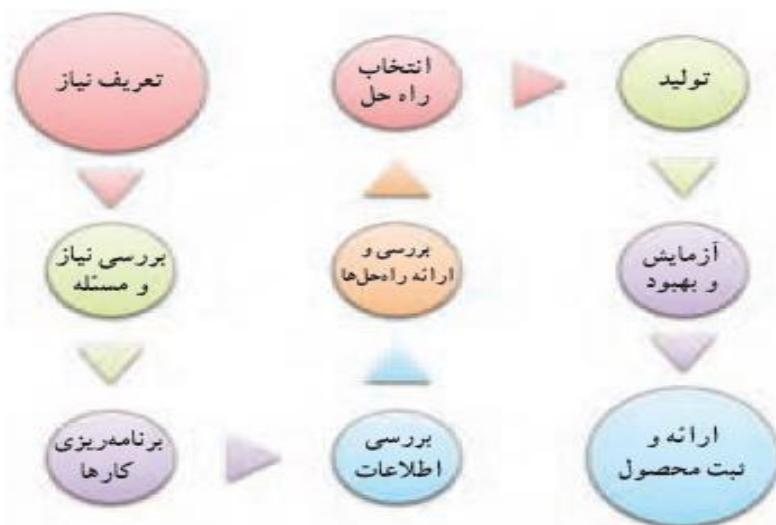 تعریف نیاز
بررسی نیاز
و مسئله
برنامه‌ریزی
کارها
بررسی
اطلاعات
بررسی و
ارائه راه‌حل‌ها
انتخاب
راه حل
تولید
آزمایش
و بهبود
ارائه و
ثبت محصول